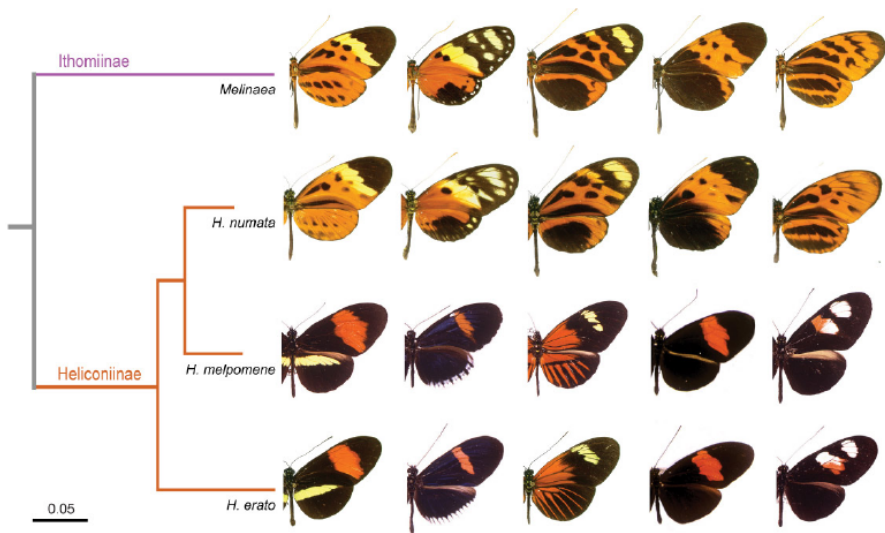 Ithomiinae
Melinaea
H. numata
H. melpomene
Heliconiinae
H. erato
0.05